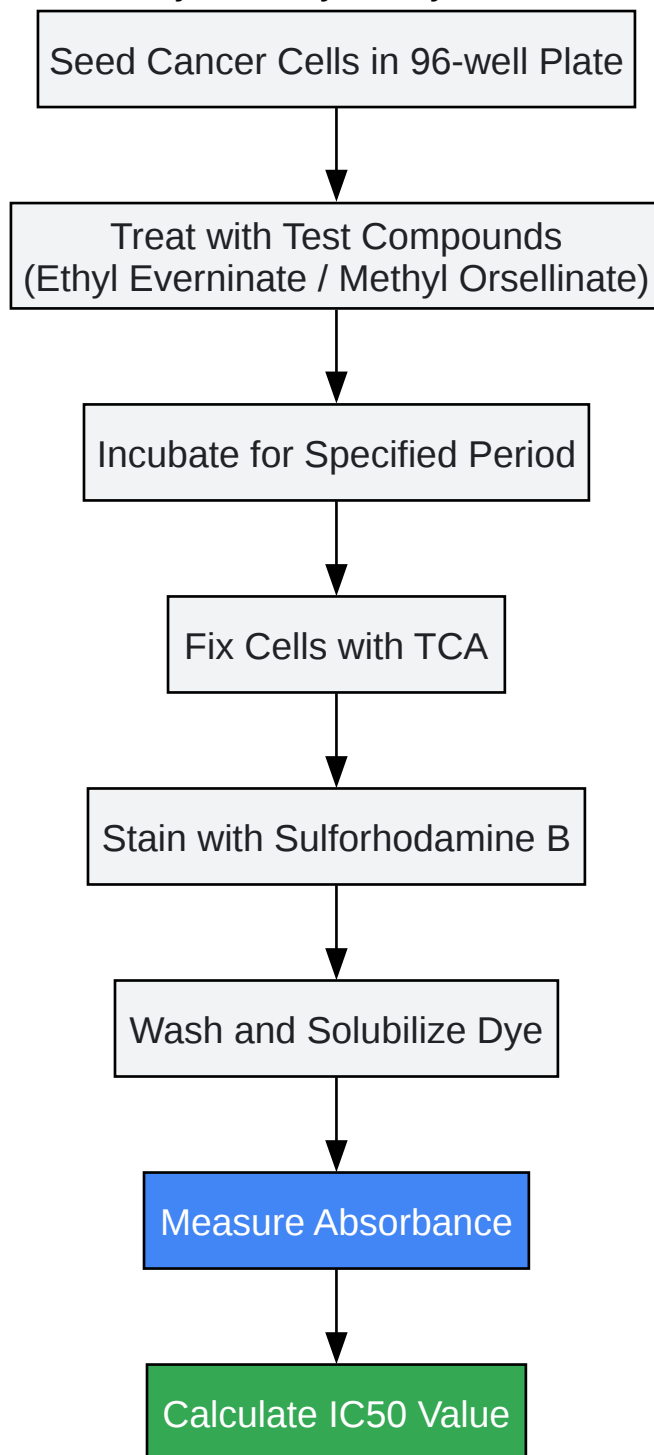 Seed Cancer Cells in 96-well Plate
Treat with Test Compounds
(Ethyl Everninate / Methyl Orsellinate)
Incubate for Specified Period
Fix Cells with TCA
Stain with Sulforhodamine B
Wash and Solubilize Dye
Measure Absorbance
Calculate IC50 Value